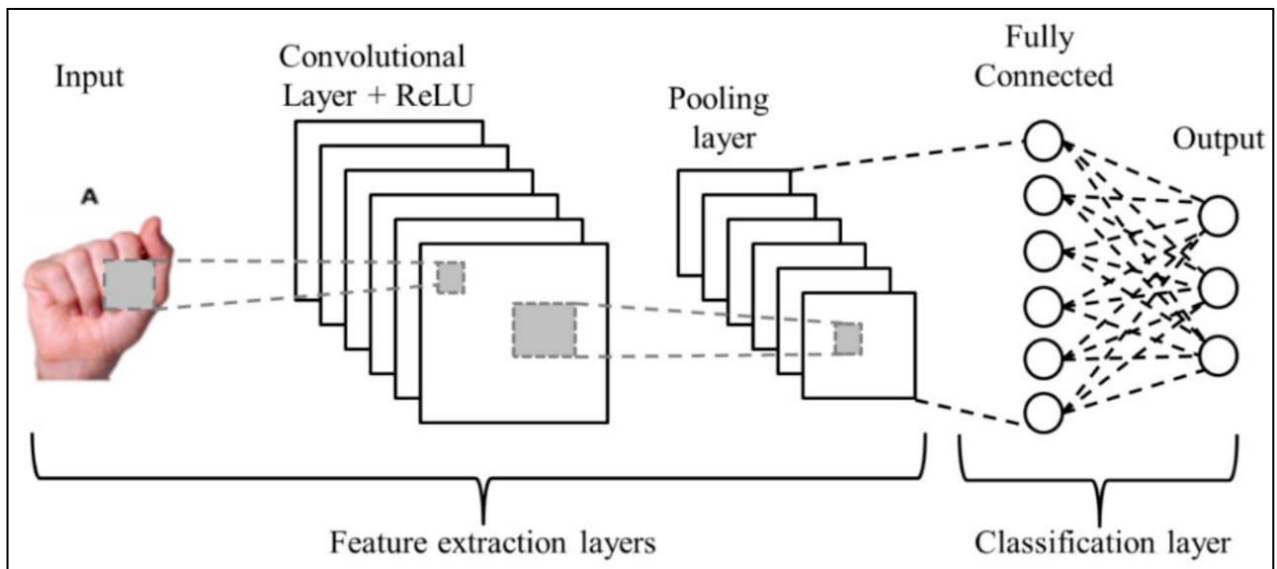 Input
Convolutional
Layer + ReLU
Pooling
layer
Fully
Connected
Output
A
Feature extraction layers
Classification layer